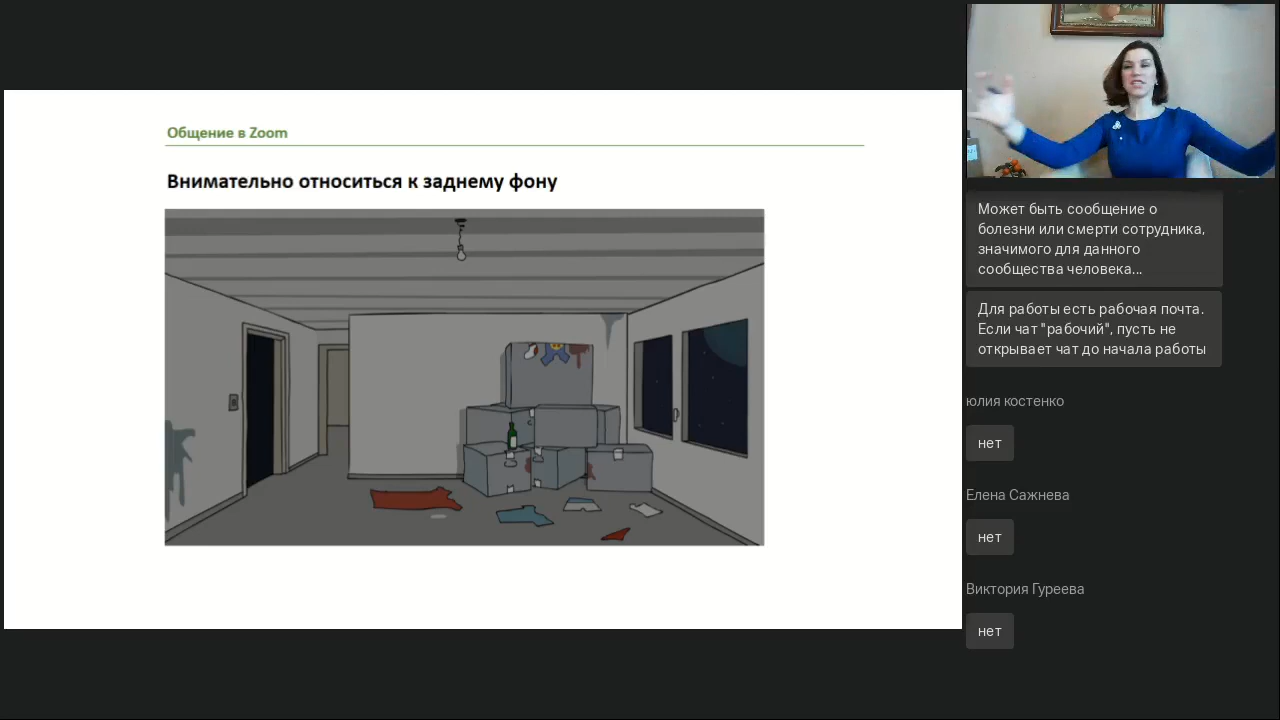 Общение в Zoom
Внимательно относиться к заднему фону
Может быть сообщение о
болезни или смерти сотрудника,
значимого для данного
сообщества человека...
Для работы есть рабочая почта.
Если чат "рабочий", пусть не
открывает чат до начала работы
юлия костенко
нет
Елена Сажнева
нет
Виктория Гуреева
нет